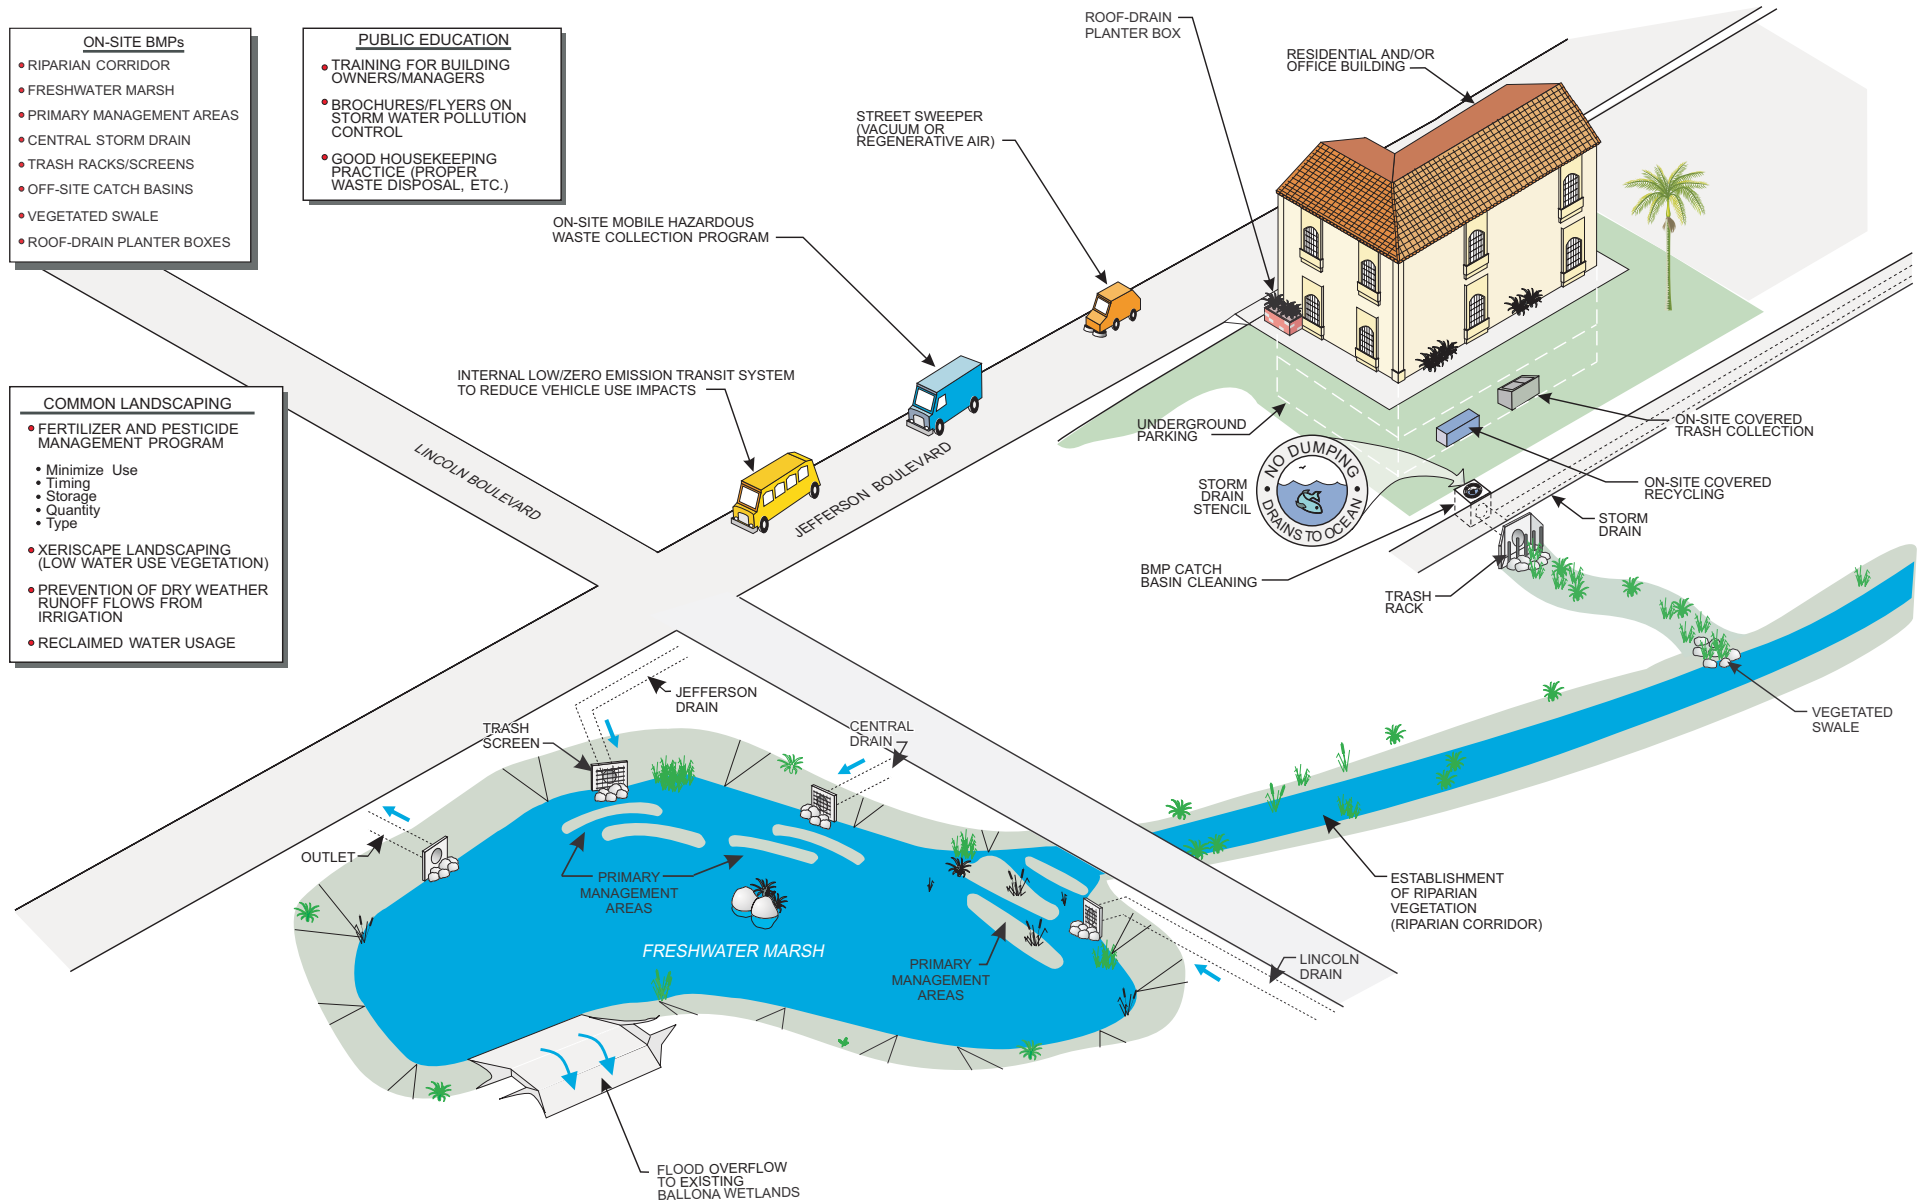 ON-SITE BMPs
RIPARIAN CORRIDOR
FRESHWATER MARSH
PRIMARY MANAGEMENT AREAS
CENTRAL STORM DRAIN
TRASH RACKS/SCREENS
OFF-SITE CATCH BASINS
VEGETATED SWALE
ROOF-DRAIN PLANTER BOXES
PUBLIC EDUCATION
TRAINING FOR BUILDING
OWNERS/MANAGERS
BROCHURES/FLYERS ON
STORM WATER POLLUTION
CONTROL
GOOD HOUSEKEEPING
PRACTICE (PROPER
WASTE DISPOSAL, ETC.)
ROOF-DRAIN
PLANTER BOX
RESIDENTIAL AND/OR
OFFICE BUILDING
STREET SWEEPER
(VACUUM OR
REGENERATIVE AIR)
ON-SITE MOBILE HAZARDOUS
WASTE COLLECTION PROGRAM
INTERNAL LOW/ZERO EMISSION TRANSIT SYSTEM
TO REDUCE VEHICLE USE IMPACTS
COMMON LANDSCAPING
FERTILIZER AND PESTICIDE
MANAGEMENT PROGRAM
• Minimize Use
• Timing
• Storage
• Quantity
• Type
XERISCAPE LANDSCAPING
(LOW WATER USE VEGETATION)
PREVENTION OF DRY WEATHER
RUNOFF FLOWS FROM
IRRIGATION
RECLAIMED WATER USAGE
LINCOLN BOULEVARD
JEFFERSON BOULEVARD
UNDERGROUND
PARKING
NO DUMPING
DRAINS TO OCEAN
STORM
DRAIN
STENCIL
ON-SITE COVERED
TRASH COLLECTION
ON-SITE COVERED
RECYCLING
STORM
DRAIN
BMP CATCH
BASIN CLEANING
TRASH
RACK
VEGETATED
SWALE
JEFFERSON
DRAIN
TRASH
SCREEN
CENTRAL
DRAIN
OUTLET
PRIMARY
MANAGEMENT
AREAS
FRESHWATER MARSH
PRIMARY
MANAGEMENT
AREAS
ESTABLISHMENT
OF RIPARIAN
VEGETATION
(RIPARIAN CORRIDOR)
LINCOLN
DRAIN
FLOOD OVERFLOW
TO EXISTING
BALLONA WETLANDS